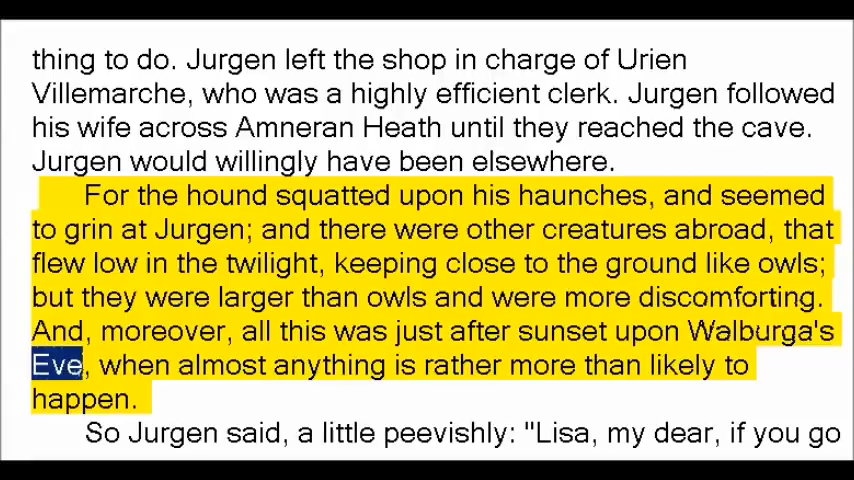 thing to do. Jurgen left the shop in charge of Urien
Villemarche, who was a highly efficient clerk. Jurgen followed
his wife across Amneran Heath until they reached the cave.
Jurgen would willingly have been elsewhere.
For the hound squatted upon his haunches, and seemed
to grin at Jurgen; and there were other creatures abroad, that
flew low in the twilight, keeping close to the ground like owls;
but they were larger than owls and were more discomforting.
And, moreover, all this was just after sunset upon Walburga's
Eve, when almost anything is rather more than likely to
happen.
So Jurgen said, a little peevishly: "Lisa, my dear, if you go